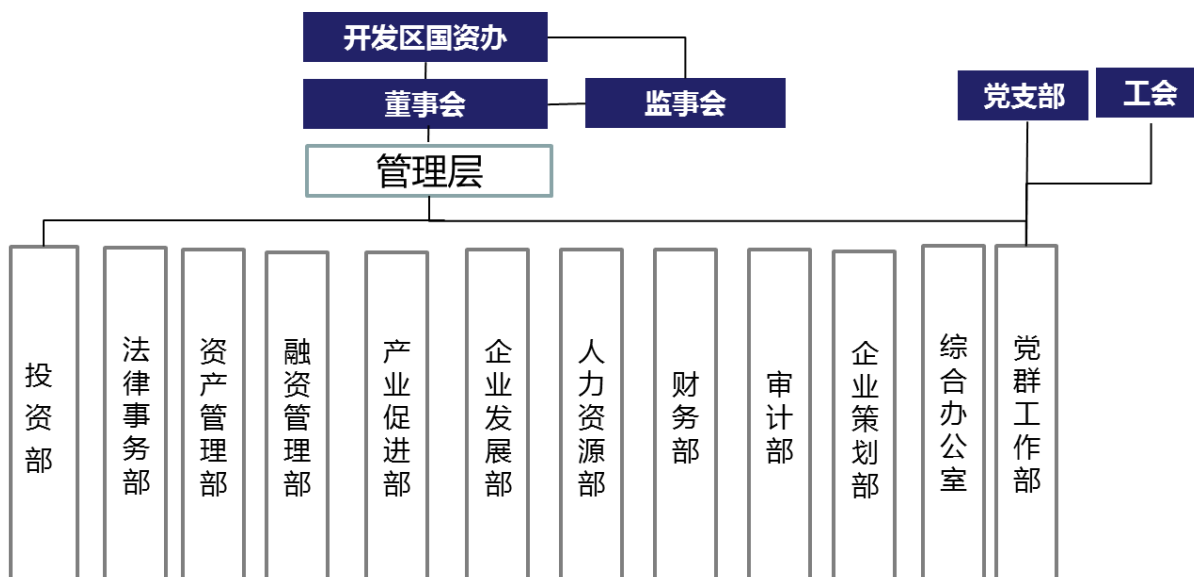 开发区国资办
董事会
监事会
党支部
工会
管理层
投资部
法律事务部
资产管理部
融资管理部
产业促进部
企业发展部
人力资源部
财务部
审计部
企业策划部
综合办公室
党群工作部